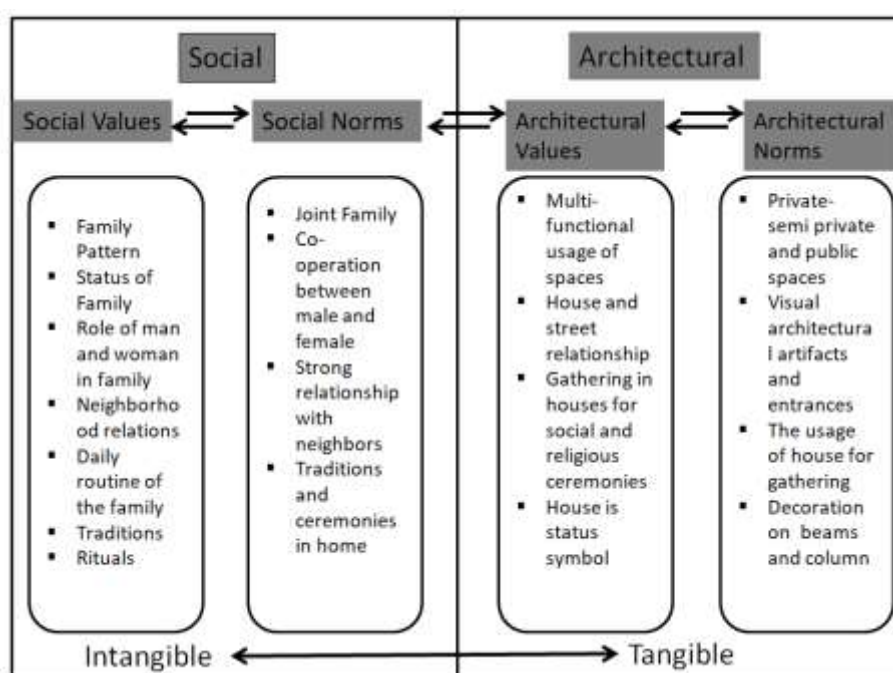 Social
Architectural
Social Values
Social Norms
Architectural
Values
Architectural
Norms
▪ Family
Pattern
▪ Status of
Family
▪ Role of man
and woman
in family
▪ Neighborho
od relations
▪ Daily
routine of
the family
▪ Traditions
▪ Rituals
▪ Joint Family
▪ Co-
operation
between
male and
female
▪ Strong
relationship
with
neighbors
▪ Traditions
and
ceremonies
in home
▪ Multi-
functional
usage of
spaces
▪ House and
street
relationship
▪ Gathering in
houses for
social and
religious
ceremonies
▪ House is
status
symbol
▪ Private-
semi private
and public
spaces
▪ Visual
architectura
l artifacts
and
entrances
▪ The usage
of house for
gathering
▪ Decoration
on beams
and column
Intangible
Tangible